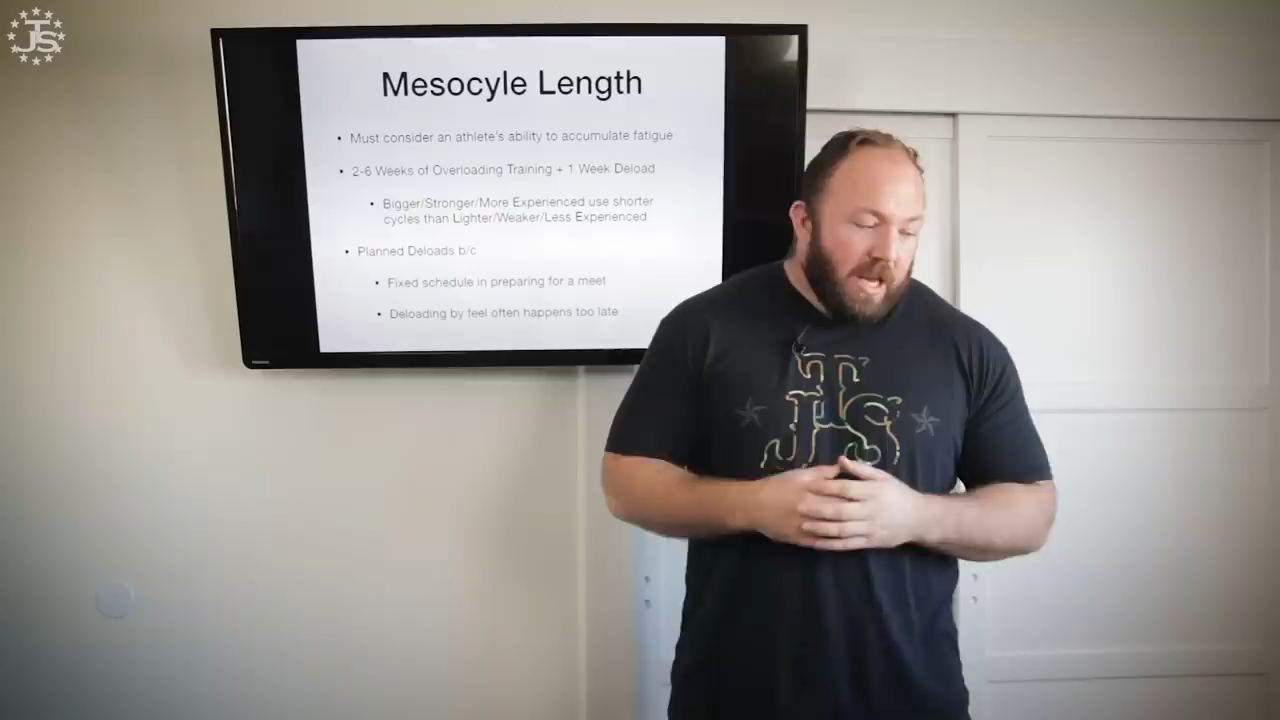 JTS
Mesocyle Length
• Must consider an athlete's ability to accumulate fatigue
• 2-6 Weeks of Overloading Training + 1 Week Deload
• Bigger/Stronger/More Experienced use shorter
cycles than Lighter/Weaker/Less Experienced
• Planned Deloads b/c
• Fixed schedule in preparing for a meet
• Deloading by feel often happens too late
JTS